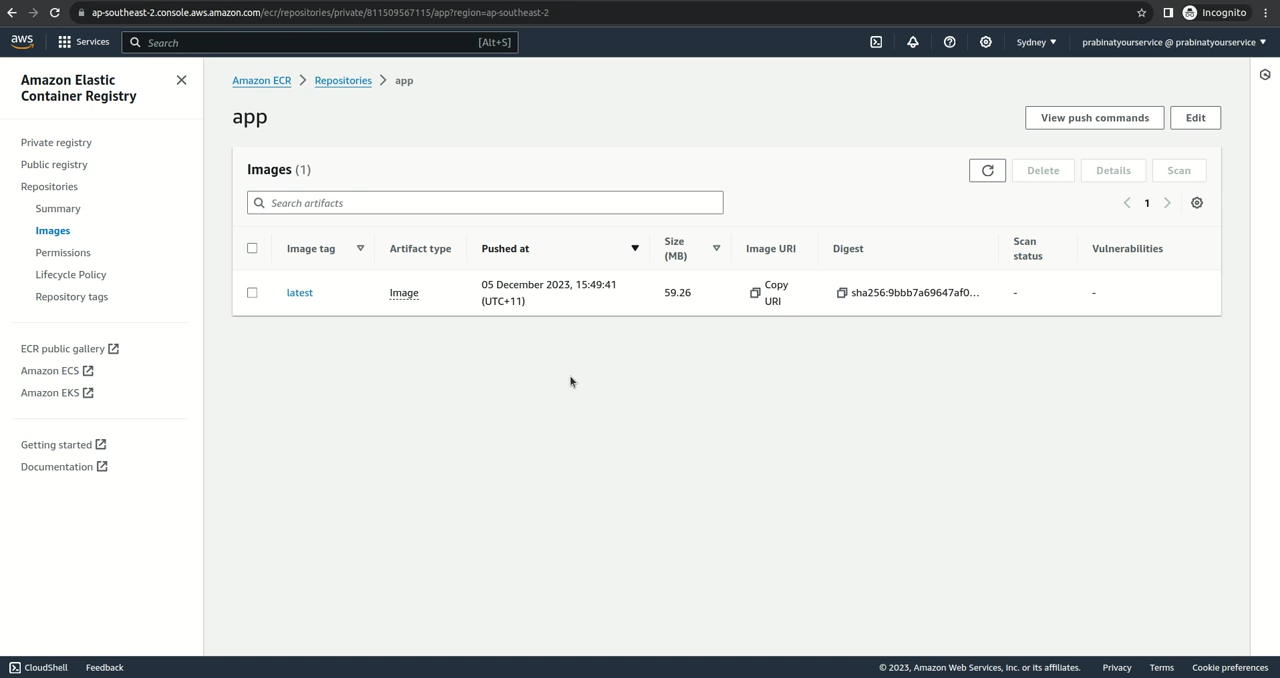 ap-southeast-2.console.aws.amazon.com/ecr/repositories/private/811509567115/app?region=ap-southeast-2
Incognito
aws
Services
Search
[Alt+S]
Sydney
prabinatyourservice @ prabinatyourservice
Amazon Elastic
Container Registry
Private registry
Public registry
Repositories
Summary
Images
Permissions
Lifecycle Policy
Repository tags
ECR public gallery
Amazon ECS
Amazon EKS
Getting started
Documentation
Amazon ECR
Repositories
app
app
View push commands
Edit
Images (1)
Delete
Details
Scan
Search artifacts
1
Image tag
Artifact type
Pushed at
Size
(MB)
Image URI
Digest
Scan
status
Vulnerabilities
latest
Image
05 December 2023, 15:49:41
(UTC+11)
59.26
Copy
URI
sha256:9bbb7a69647af0...
-
-
CloudShell
Feedback
© 2023, Amazon Web Services, Inc. or its affiliates.
Privacy
Terms
Cookie preferences